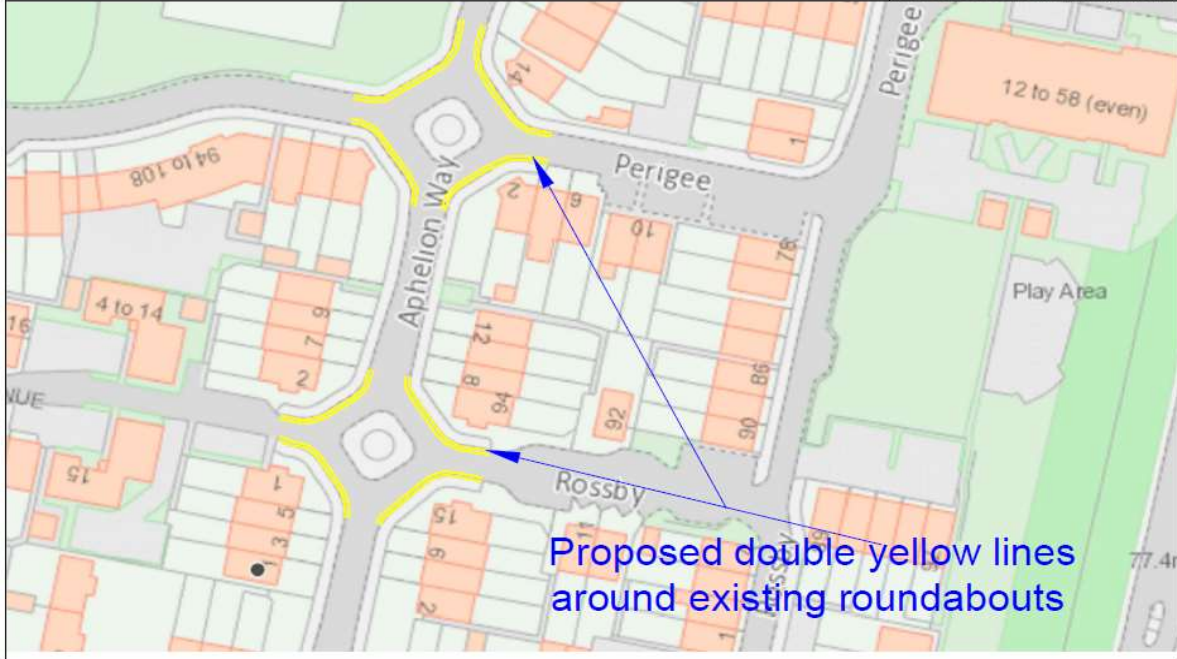 Perigee
12 to 58 (even)
14
1
94 to 108
Aphelion Way
Perigee
2
6
10
78
Play Area
4 to 14
16
9
7
2
12
8
94
92
86
90
NUE
15
1
5
3
1
Rossby
15
9
2
11
1
Rossby
77.4m
Proposed double yellow lines
around existing roundabouts